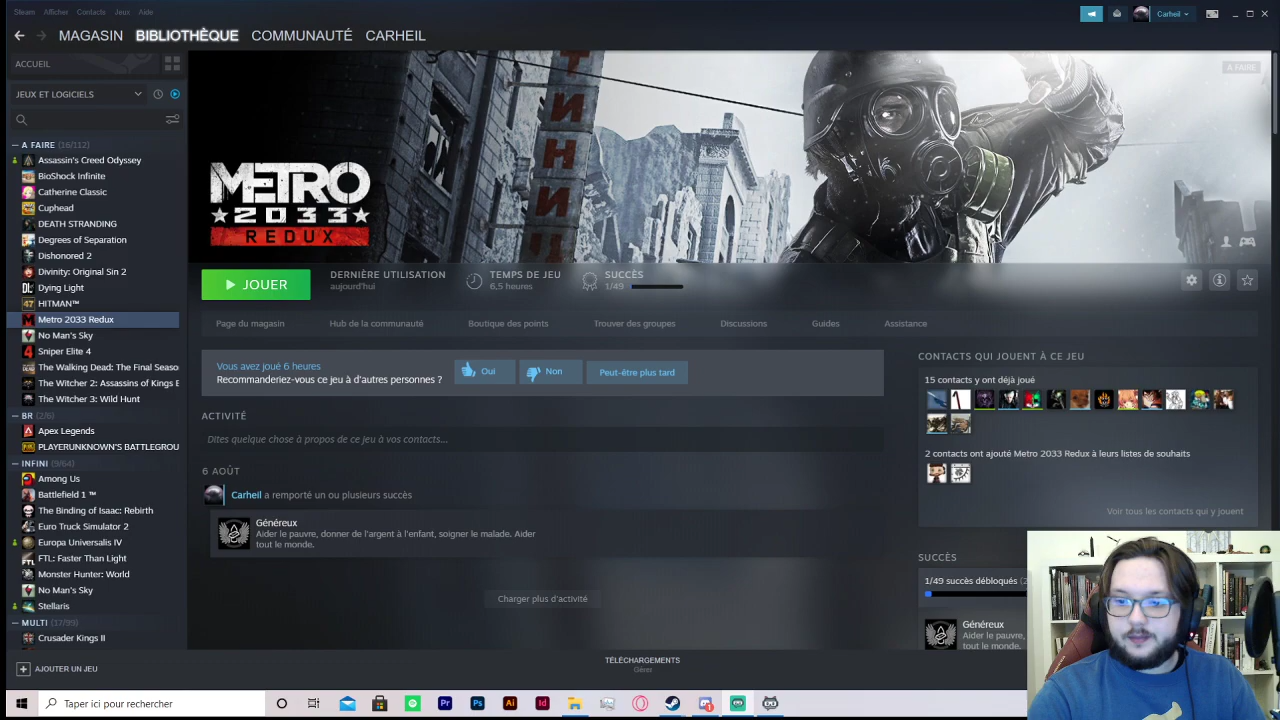 Steam Afficher Contacts Jeux Aide
Carheil
MAGASIN BIBLIOTHÈQUE COMMUNAUTÉ CARHEIL
ACCUEIL
JEUX ET LOGICIELS
— A FAIRE (16/112)
Assassin's Creed Odyssey
BioShock Infinite
Catherine Classic
Cuphead
DEATH STRANDING
Degrees of Separation
Dishonored 2
Divinity: Original Sin 2
Dying Light
HITMAN™
Metro 2033 Redux
No Man's Sky
Sniper Elite 4
The Walking Dead: The Final Seaso
The Witcher 2: Assassins of Kings E
The Witcher 3: Wild Hunt
— BR (2/6)
Apex Legends
PLAYERUNKNOWN'S BATTLEGROU
— INFINI (9/64)
Among Us
Battlefield 1 ™
The Binding of Isaac: Rebirth
Euro Truck Simulator 2
Europa Universalis IV
FTL: Faster Than Light
Monster Hunter: World
No Man's Sky
Stellaris
— MULTI (17/99)
Crusader Kings II
AJOUTER UN JEU
A FAIRE
METRO
2033
REDUX
JOUER
DERNIÈRE UTILISATION
aujourd'hui
TEMPS DE JEU
6,5 heures
SUCCÈS
1/49
Page du magasin Hub de la communauté Boutique des points Trouver des groupes Discussions Guides Assistance
Vous avez joué 6 heures
Recommanderiez-vous ce jeu à d'autres personnes ?
Oui Non Peut-être plus tard
ACTIVITÉ
Dites quelque chose à propos de ce jeu à vos contacts...
6 AOÛT
Carheil a remporté un ou plusieurs succès
Généreux
Aider le pauvre, donner de l'argent à l'enfant, soigner le malade. Aider
tout le monde.
Charger plus d'activité
CONTACTS QUI JOUENT À CE JEU
15 contacts y ont déjà joué
2 contacts ont ajouté Metro 2033 Redux à leurs listes de souhaits
Voir tous les contacts qui y jouent
SUCCÈS
1/49 succès débloqués (2
Généreux
Aider le pauvre,
malade. Aider
TÉLÉCHARGEMENTS
Gérer
Taper ici pour rechercher
Pr Ps Ai Id